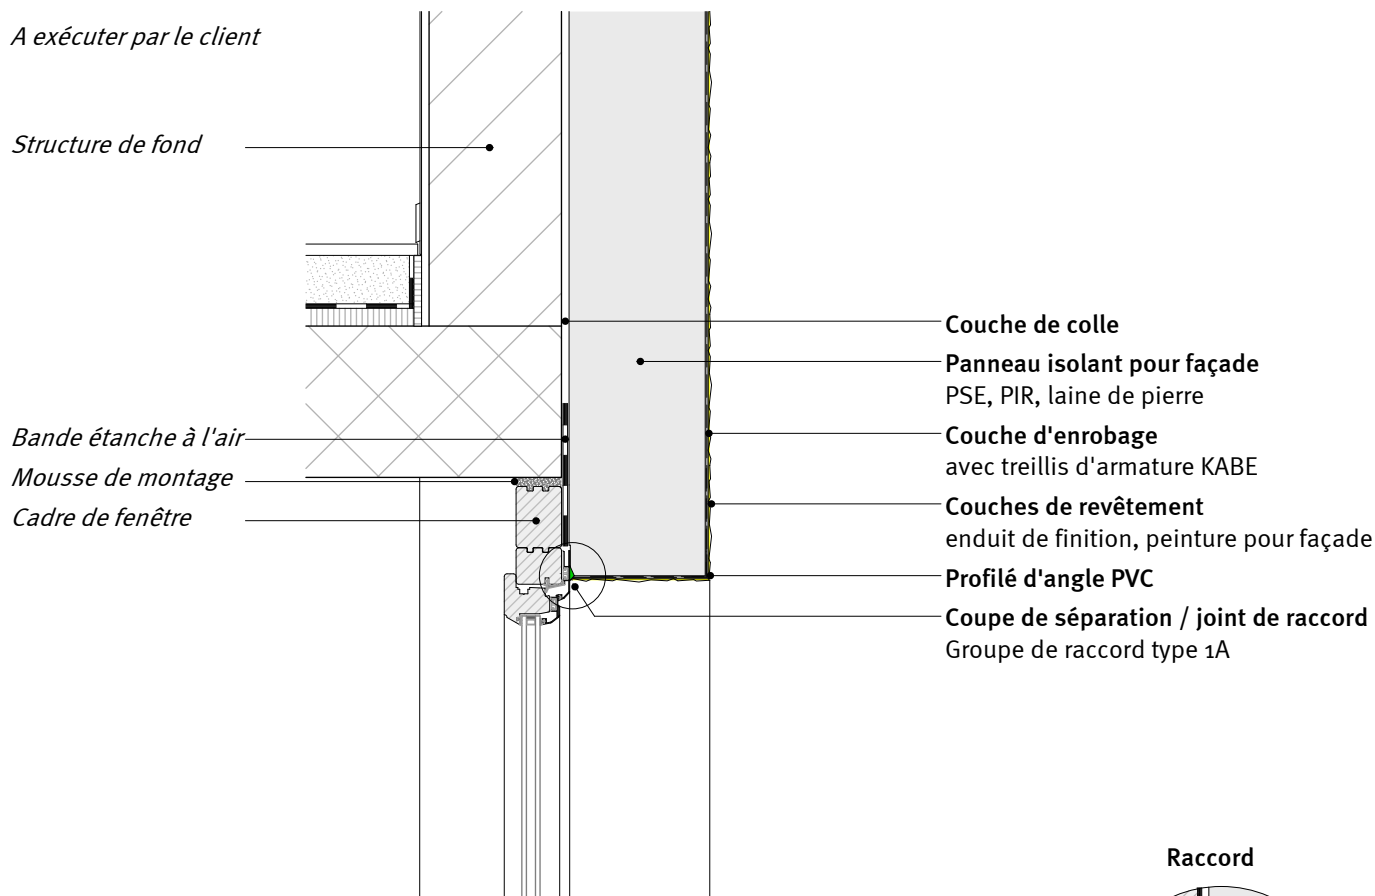 A exécuter par le client
Structure de fond
Bande étanche à l'air
Mousse de montage
Cadre de fenêtre
Couche de colle
Panneau isolant pour façade
PSE, PIR, laine de pierre
Couche d'enrobage
avec treillis d'armature KABE
Couches de revêtement
enduit de finition, peinture pour façade
Profilé d'angle PVC
Coupe de séparation / joint de raccord
Groupe de raccord type 1A
Raccord